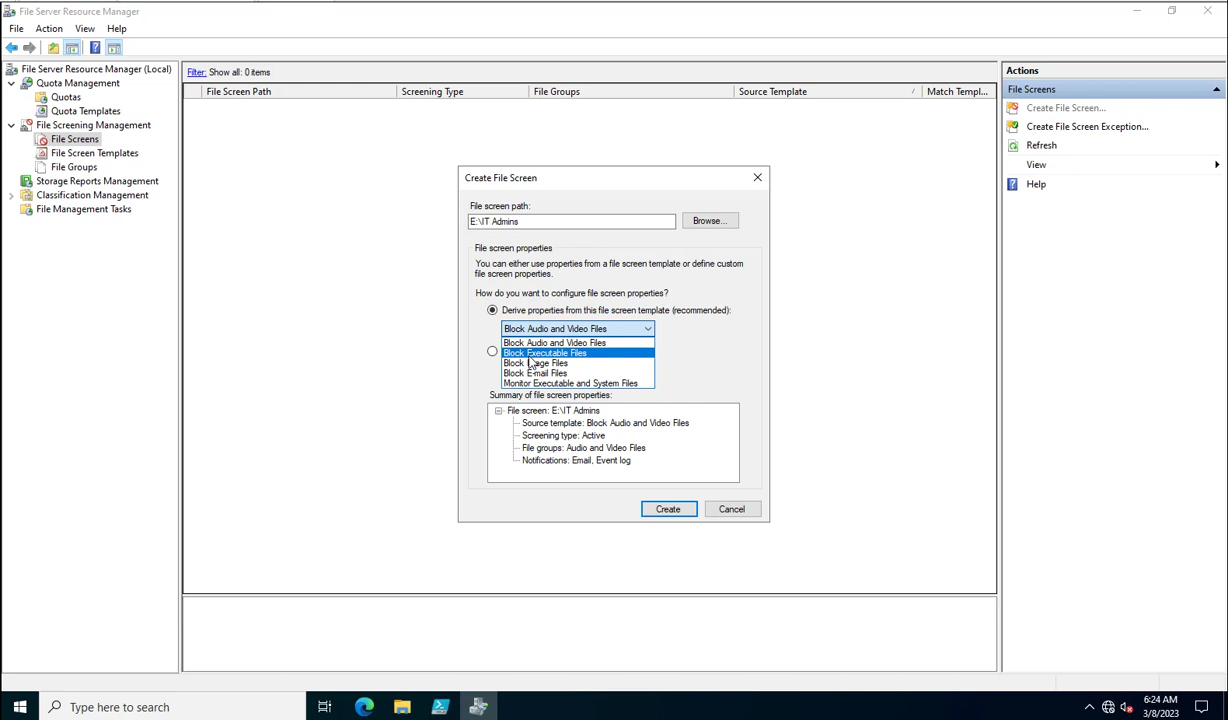 File Server Resource Manager
File Action View Help
File Server Resource Manager (Local)
Quota Management
Quotas
Quota Templates
File Screening Management
File Screens
File Screen Templates
File Groups
Storage Reports Management
Classification Management
File Management Tasks
Filter: Show all: 0 items
File Screen Path Screening Type File Groups Source Template Match Templ...
Create File Screen
File screen path:
E:\IT Admins Browse...
File screen properties
You can either use properties from a file screen template or define custom
file screen properties.
How do you want to configure file screen properties?
Derive properties from this file screen template (recommended):
Block Audio and Video Files
Block Audio and Video Files
Block Executable Files
Block Files
Block E-mail Files
Monitor Executable and System Files
Summary of file screen properties:
File screen: E:\IT Admins
Source template: Block Audio and Video Files
Screening type: Active
File groups: Audio and Video Files
Notifications: Email, Event log
Create Cancel
Actions
File Screens
Create File Screen...
Create File Screen Exception...
Refresh
View
Help
Type here to search
6:24 AM
3/8/2023